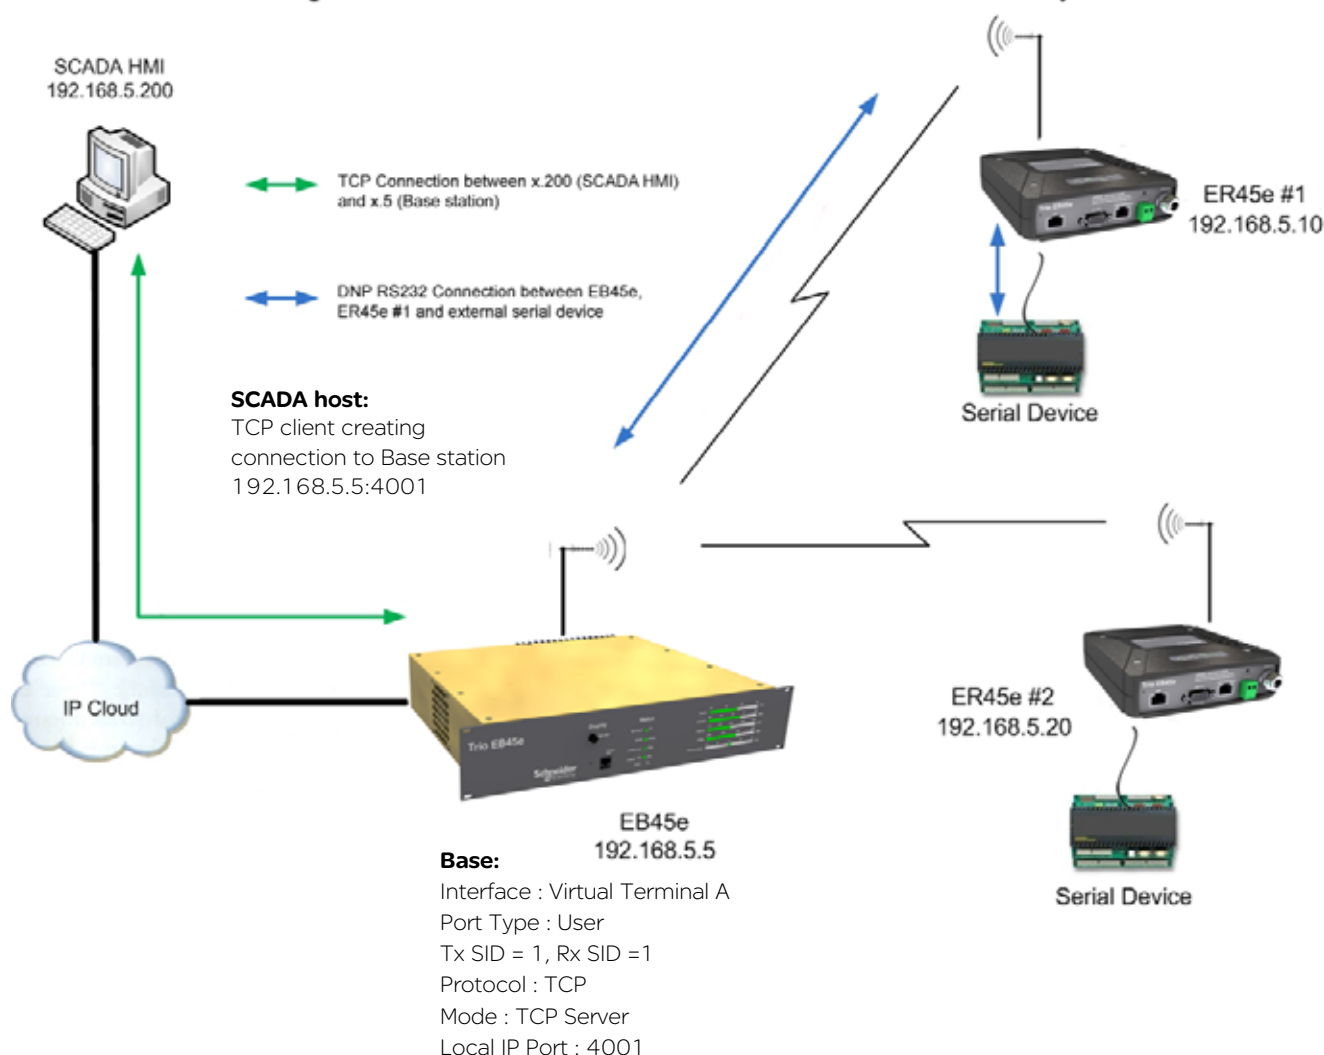 SCADA HMI
192.168.5.200
TCP Connection between x.200 (SCADA HMI)
and x.5 (Base station)
DNP RS232 Connection between EB45e,
ER45e #1 and external serial device
SCADA host:
TCP client creating
connection to Base station
192.168.5.5:4001
ER45e #1
192.168.5.10
Serial Device
IP Cloud
Trio EB45e
Schneider
ER45e #2
192.168.5.20
Serial Device
EB45e
192.168.5.5
Base:
Interface : Virtual Terminal A
Port Type : User
Tx SID = 1, Rx SID =1
Protocol : TCP
Mode : TCP Server
Local IP Port : 4001